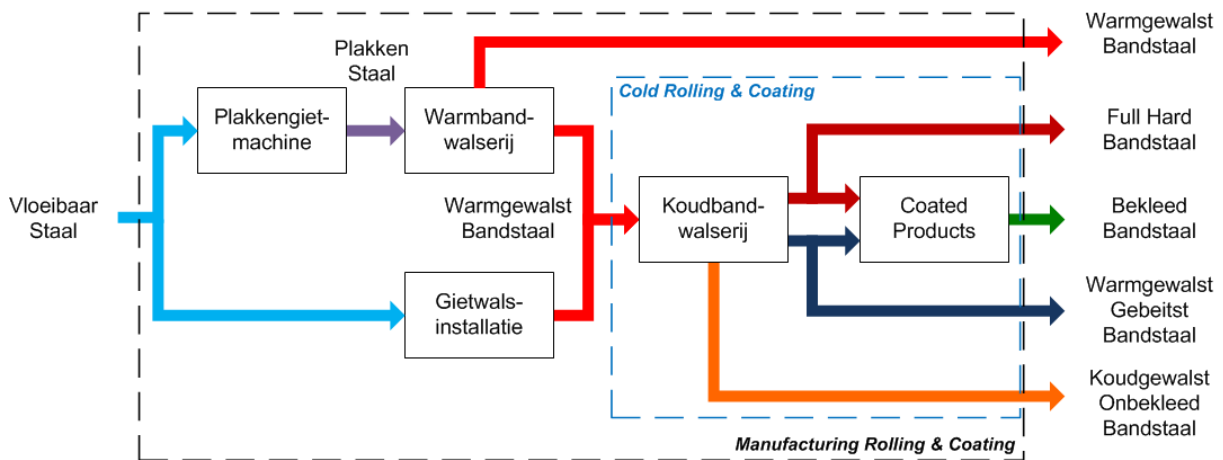 Warmgewalst
Bandstaal
Plakken
Staal
Cold Rolling & Coating
Plakkengiet-
machine
Warmband-
walserij
Full Hard
Bandstaal
Vloeibaar
Staal
Warmgewalst
Bandstaal
Koudband-
walserij
Coated
Products
Bekleed
Bandstaal
Gietwals-
installatie
Warmgewalst
Gebeitst
Bandstaal
Koudgewalst
Onbekleed
Bandstaal
Manufacturing Rolling & Coating